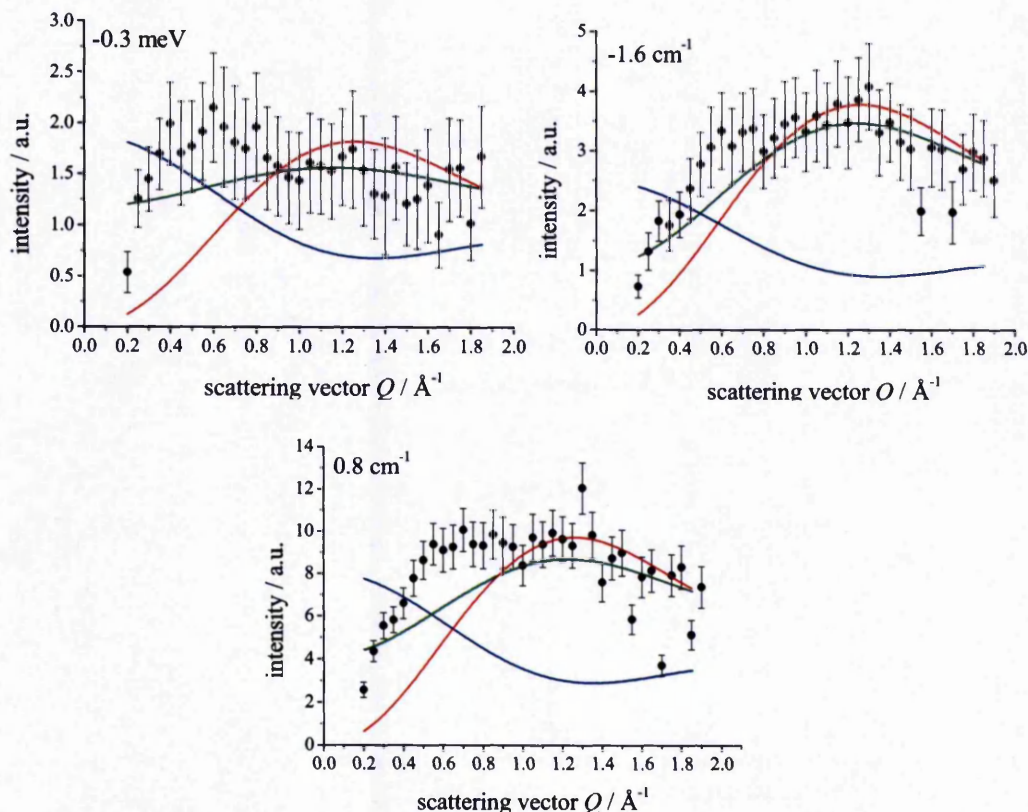 -0.3 meV
3.0
2.5
2.0
1.5
1.0
0.5
0.0
intensity / a.u.
0.0 0.2 0.4 0.6 0.8 1.0 1.2 1.4 1.6 1.8 2.0
scattering vector Q / Å⁻¹
-1.6 cm⁻¹
5
4
3
2
1
0
intensity / a.u.
0.0 0.2 0.4 0.6 0.8 1.0 1.2 1.4 1.6 1.8 2.0
scattering vector Q / Å⁻¹
0.8 cm⁻¹
14
12
10
8
6
4
2
0
intensity / a.u.
0.0 0.2 0.4 0.6 0.8 1.0 1.2 1.4 1.6 1.8 2.0
scattering vector Q / Å⁻¹